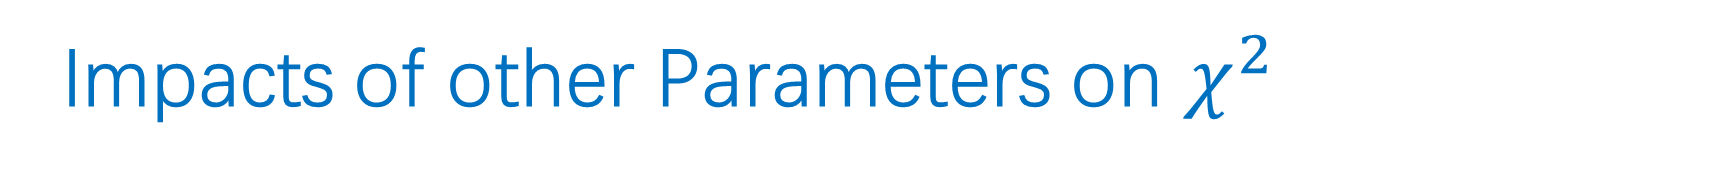 Impacts of other Parameters on χ²